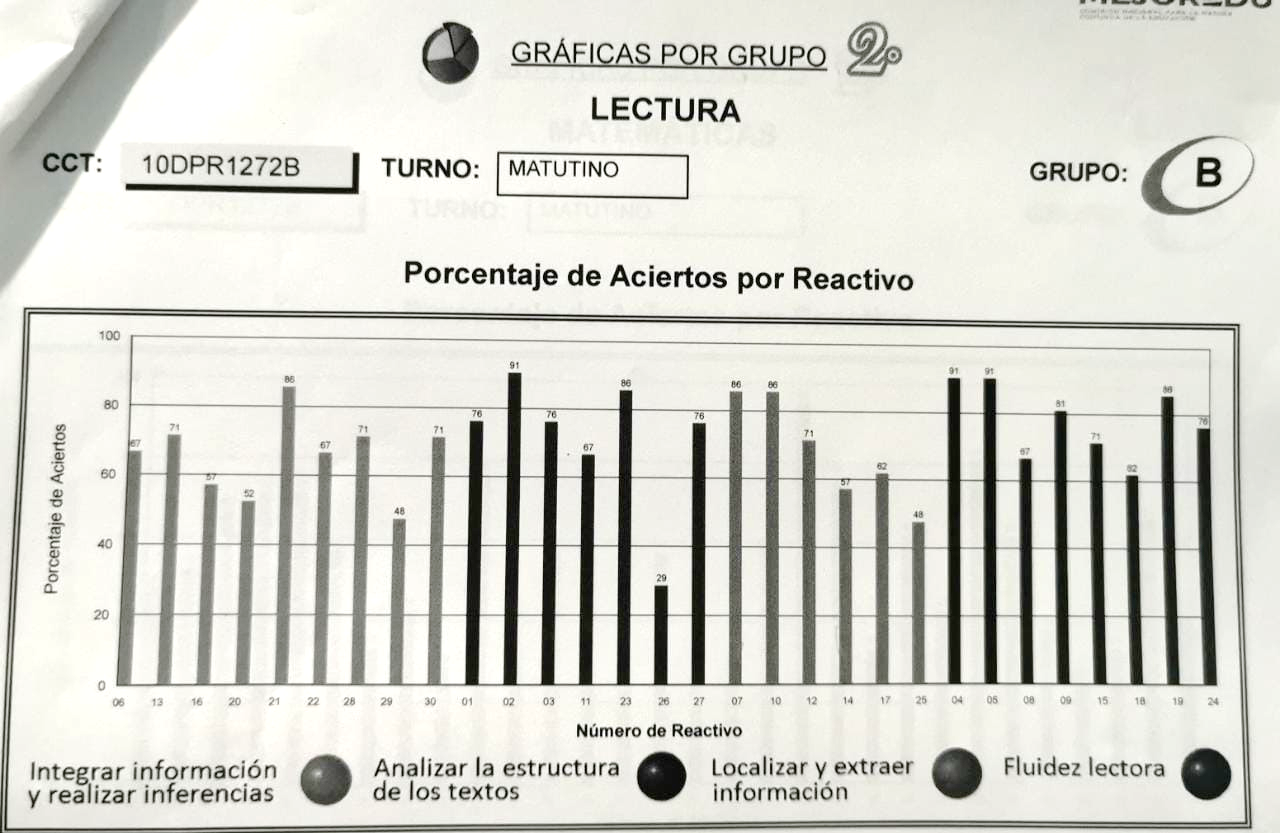 MEJOREDU
GRÁFICAS POR GRUPO 2°
LECTURA
CCT: 10DPR1272B TURNO: MATUTINO GRUPO: B
Porcentaje de Aciertos por Reactivo
Porcentaje de Aciertos
100
80
60
40
20
0
67 71 57 52 86 67 71 48 71 76 91 76 67 86 29 76 86 86 71 57 62 48 91 91 67 81 71 62 86 76
06 13 16 20 21 22 28 29 30 01 02 03 11 23 26 27 07 10 12 14 17 25 04 05 08 09 15 18 19 24
Número de Reactivo
Integrar información
y realizar inferencias
Analizar la estructura
de los textos
Localizar y extraer
información
Fluidez lectora